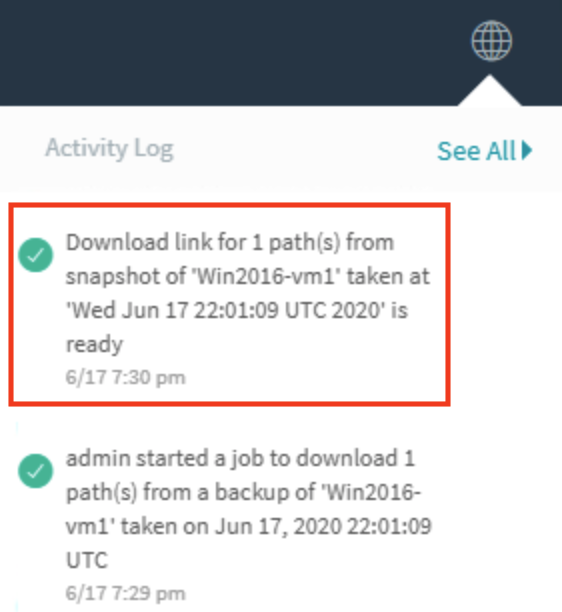 Activity Log
See All
Download link for 1 path(s) from
snapshot of 'Win2016-vm1' taken at
'Wed Jun 17 22:01:09 UTC 2020' is
ready
6/17 7:30 pm
admin started a job to download 1
path(s) from a backup of 'Win2016-
vm1' taken on Jun 17, 2020 22:01:09
UTC
6/17 7:29 pm